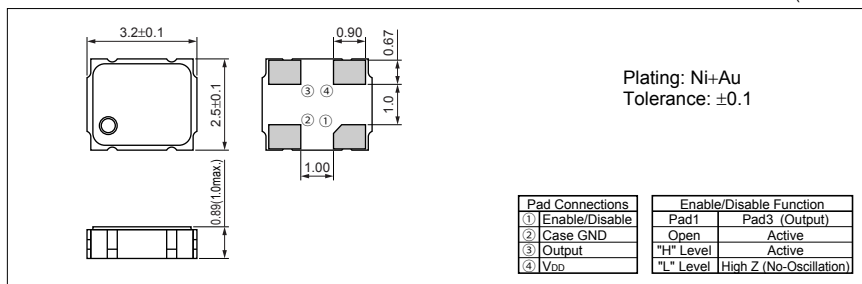 3.2±0.1
0.90
0.67
2.5±0.1
③ ④
② ①
1.0
1.00
0.89(1.0max.)
Plating: Ni+Au
Tolerance: ±0.1
Pad Connections
① Enable/Disable
② Case GND
③ Output
④ VDD
Enable/Disable Function
Pad1 Pad3 (Output)
Open Active
"H" Level Active
"L" Level High Z (No-Oscillation)